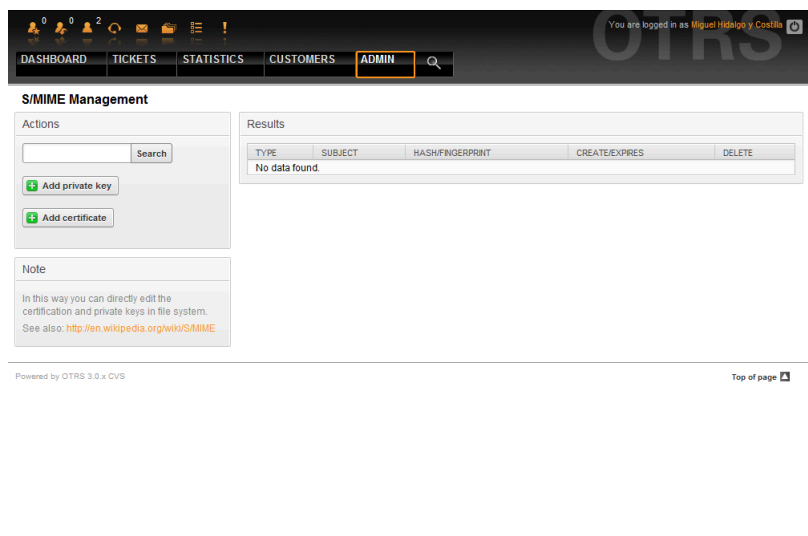 0 0 2
You are logged in as Miguel Hidalgo y Costilla
OTRS
DASHBOARD TICKETS STATISTICS CUSTOMERS ADMIN
S/MIME Management
Actions
Search
Add private key
Add certificate
Results
TYPE SUBJECT HASH/FINGERPRINT CREATE/EXPIRES DELETE
No data found.
Note
In this way you can directly edit the
certification and private keys in file system.
See also: http://en.wikipedia.org/wiki/S/MIME
Powered by OTRS 3.0.x CVS
Top of page